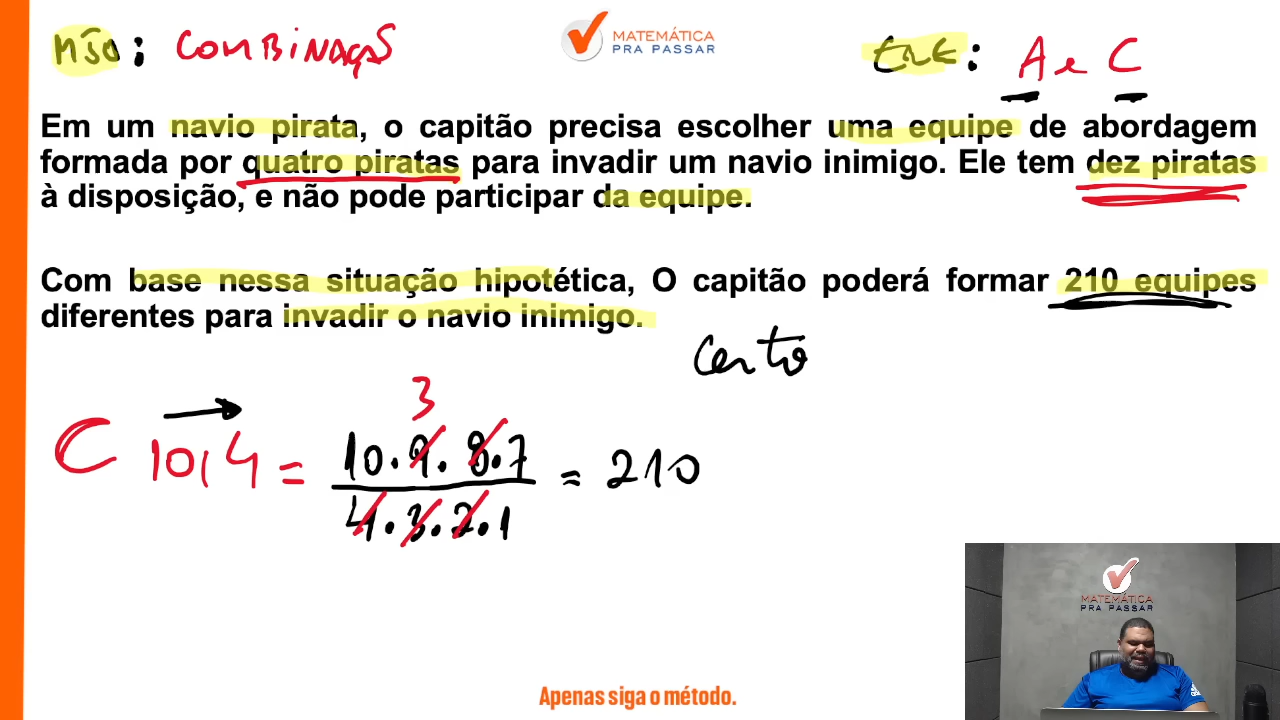 Não: COMBINAÇÃO
MATEMÁTICA
PRA PASSAR
: A e C
Em um navio pirata, o capitão precisa escolher uma equipe de abordagem
formada por quatro piratas para invadir um navio inimigo. Ele tem dez piratas
à disposição, e não pode participar da equipe.
Com base nessa situação hipotética, O capitão poderá formar 210 equipes
diferentes para invadir o navio inimigo.
certo
3
C 10,4 = 10.9.8.7 / 4.3.2.1 = 210
MATEMÁTICA
PRA PASSAR
Apenas siga o método.